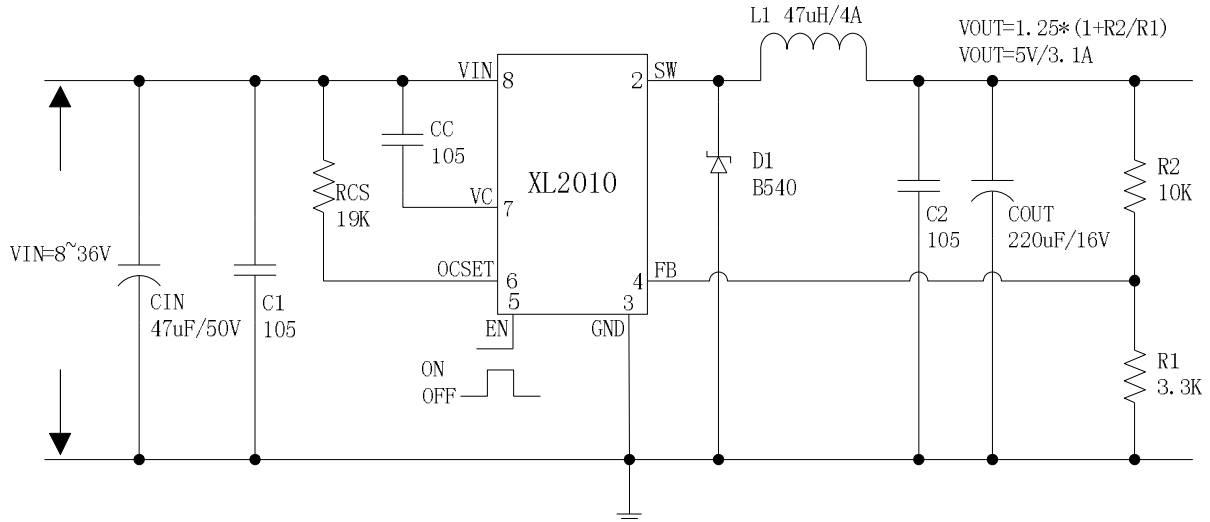 L1 47uH/4A
VOUT=1.25*(1+R2/R1)
VOUT=5V/3.1A
VIN
8
2
SW
CC
105
XL2010
D1
B540
R2
10K
RCS
19K
VC
7
C2
105
COUT
220uF/16V
VIN=8~36V
OCSET
6
4
FB
CIN
47uF/50V
C1
105
5
3
EN
GND
ON
OFF
R1
3.3K